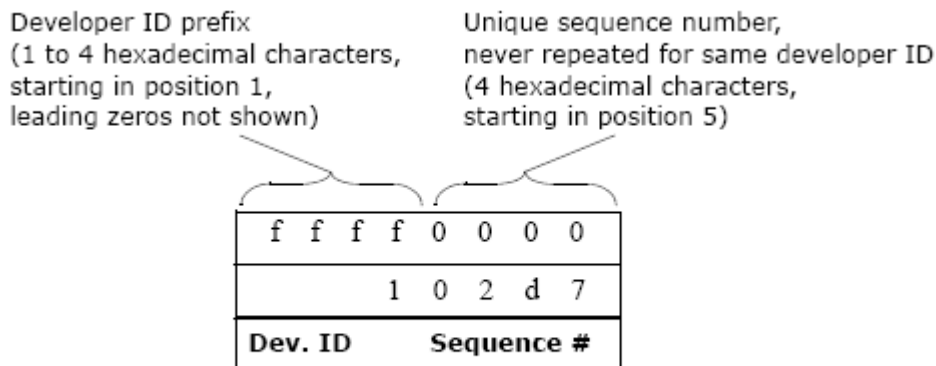 Developer ID prefix
(1 to 4 hexadecimal characters,
starting in position 1,
leading zeros not shown)
Unique sequence number,
never repeated for same developer ID
(4 hexadecimal characters,
starting in position 5)
f f f f 0 0 0 0
1 0 2 d 7
Dev. ID Sequence #